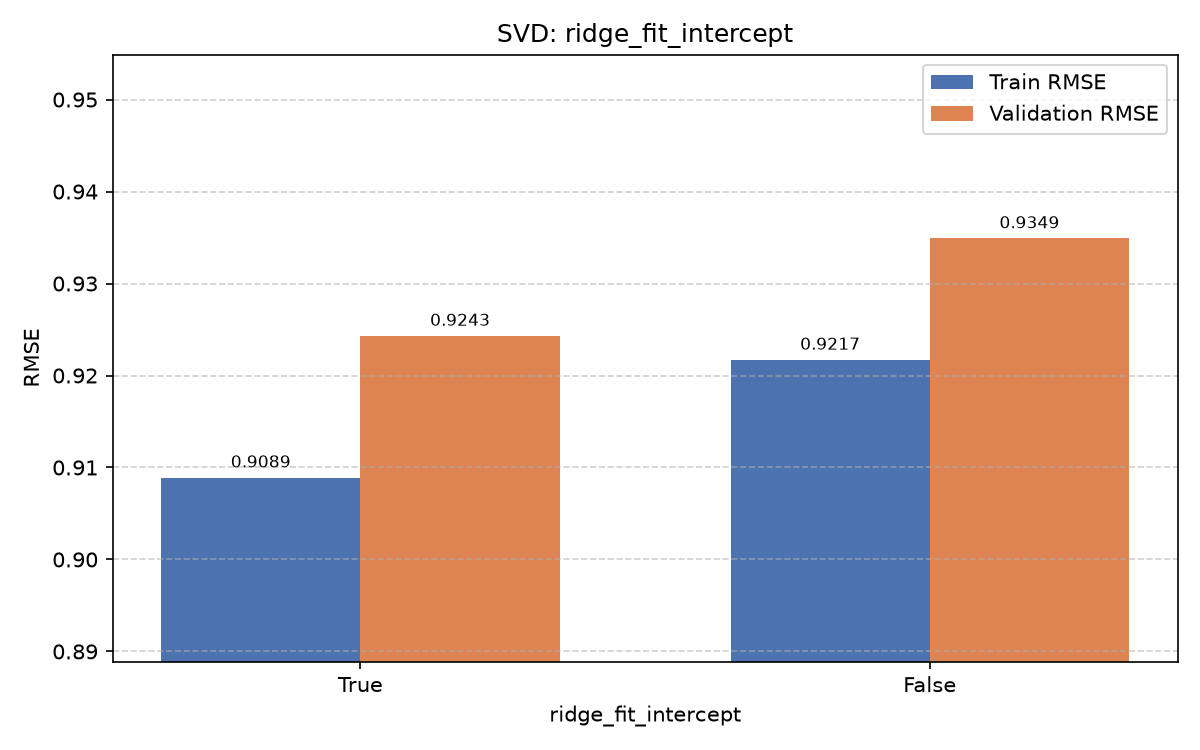 SVD: ridge_fit_intercept
Train RMSE
Validation RMSE
0.95
0.94
0.93
0.92
0.91
0.90
0.89
RMSE
0.9089
0.9243
0.9217
0.9349
True
False
ridge_fit_intercept